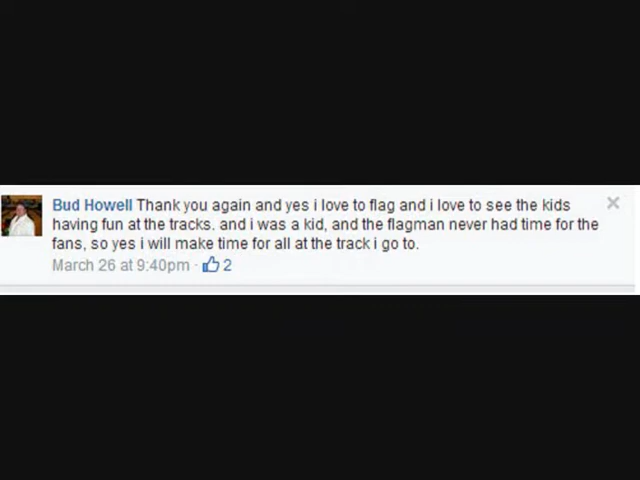 Bud Howell Thank you again and yes i love to flag and i love to see the kids
having fun at the tracks. and i was a kid, and the flagman never had time for the
fans, so yes i will make time for all at the track i go to.
March 26 at 9:40pm · 2